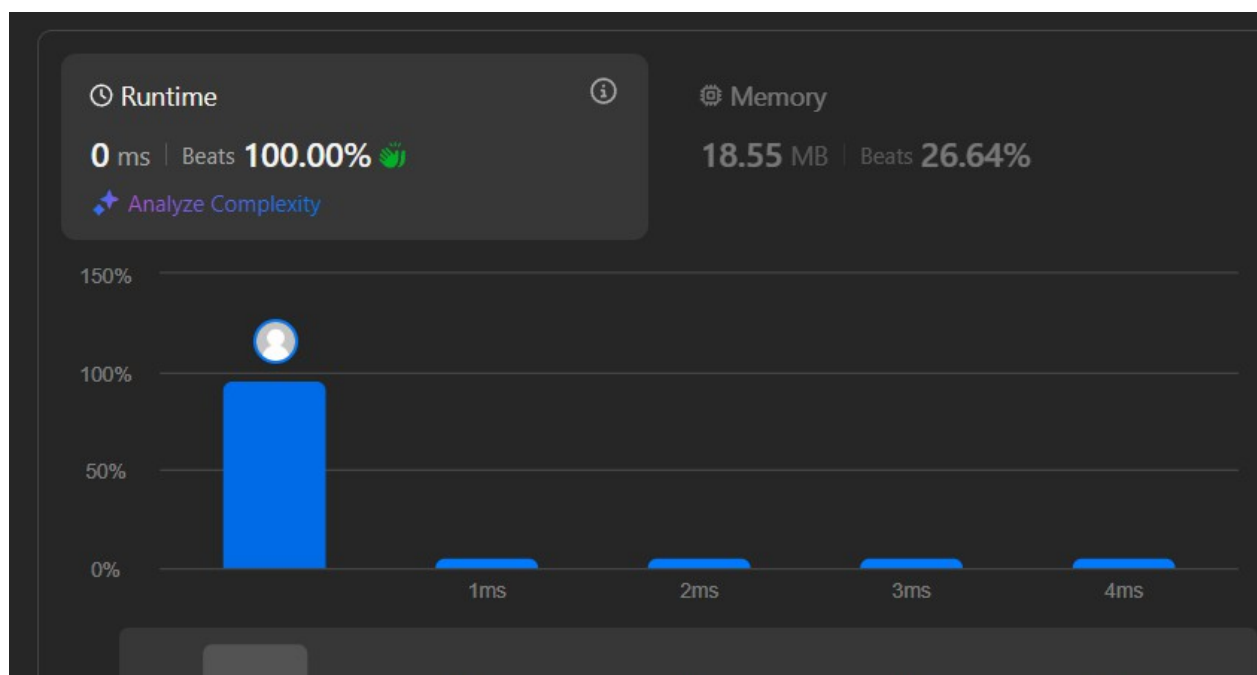 Runtime
0 ms | Beats 100.00%
Analyze Complexity
Memory
18.55 MB | Beats 26.64%
150%
100%
50%
0%
1ms 2ms 3ms 4ms